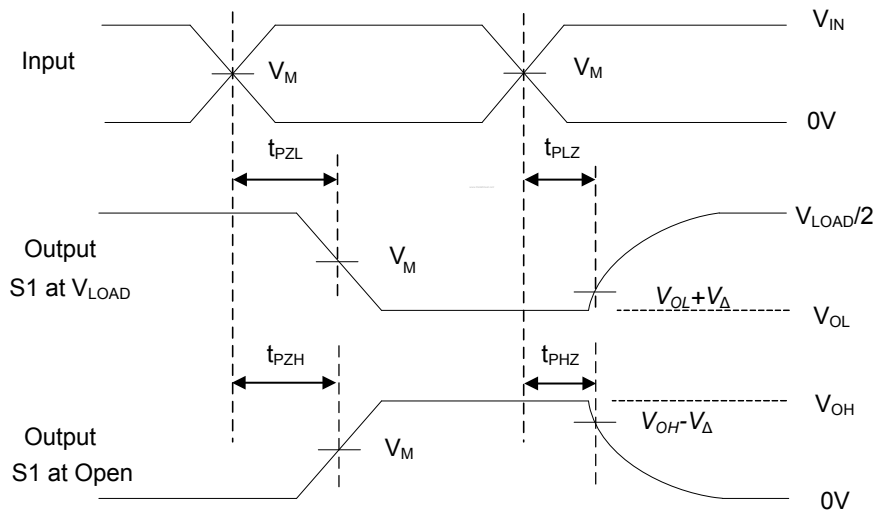 V_IN
Input
V_M
V_M
0V
t_PZL
t_PLZ
V_LOAD/2
Output
S1 at V_LOAD
V_M
V_OL+V_Δ
V_OL
t_PZH
t_PHZ
V_OH
V_OH-V_Δ
Output
S1 at Open
V_M
0V